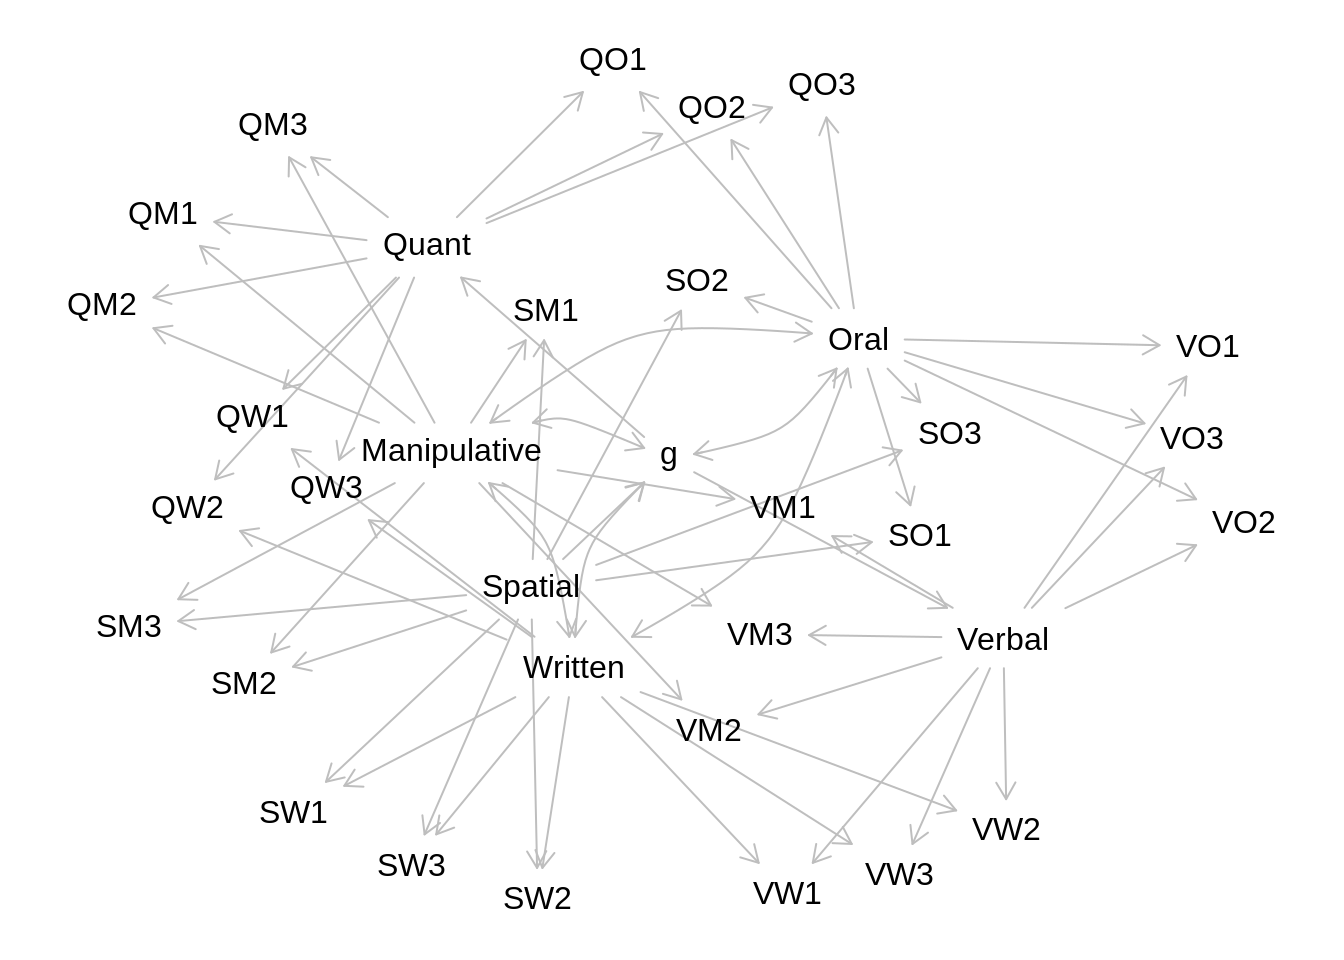 QO1
QO3
QO2
QM3
QM1
Quant
SO2
QM2
SM1
Oral
VO1
QW1
SO3
VO3
Manipulative
g
QW3
QW2
VM1
VO2
SO1
Spatial
SM3
VM3
Verbal
Written
SM2
VM2
SW1
VW2
SW3
VW3
VW1
SW2